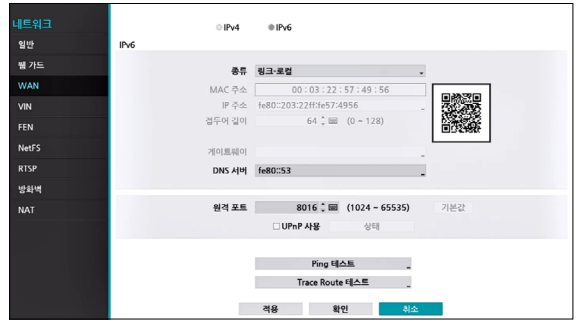 네트워크
일반
웹 가드
WAN
VIN
FEN
NetFS
RTSP
방화벽
NAT
IPv4 IPv6
IPv6
종류 링크-로컬
MAC 주소 00 : 03 : 22 : 57 : 49 : 56
IP 주소 fe80::203:22ff:fe57:4956
접두어 길이 64 (0 ~ 128)
게이트웨이
DNS 서버 fe80::53
원격 포트 8016 (1024 ~ 65535) 기본값
UPnP 사용 상태
Ping 테스트
Trace Route 테스트
적용 확인 취소